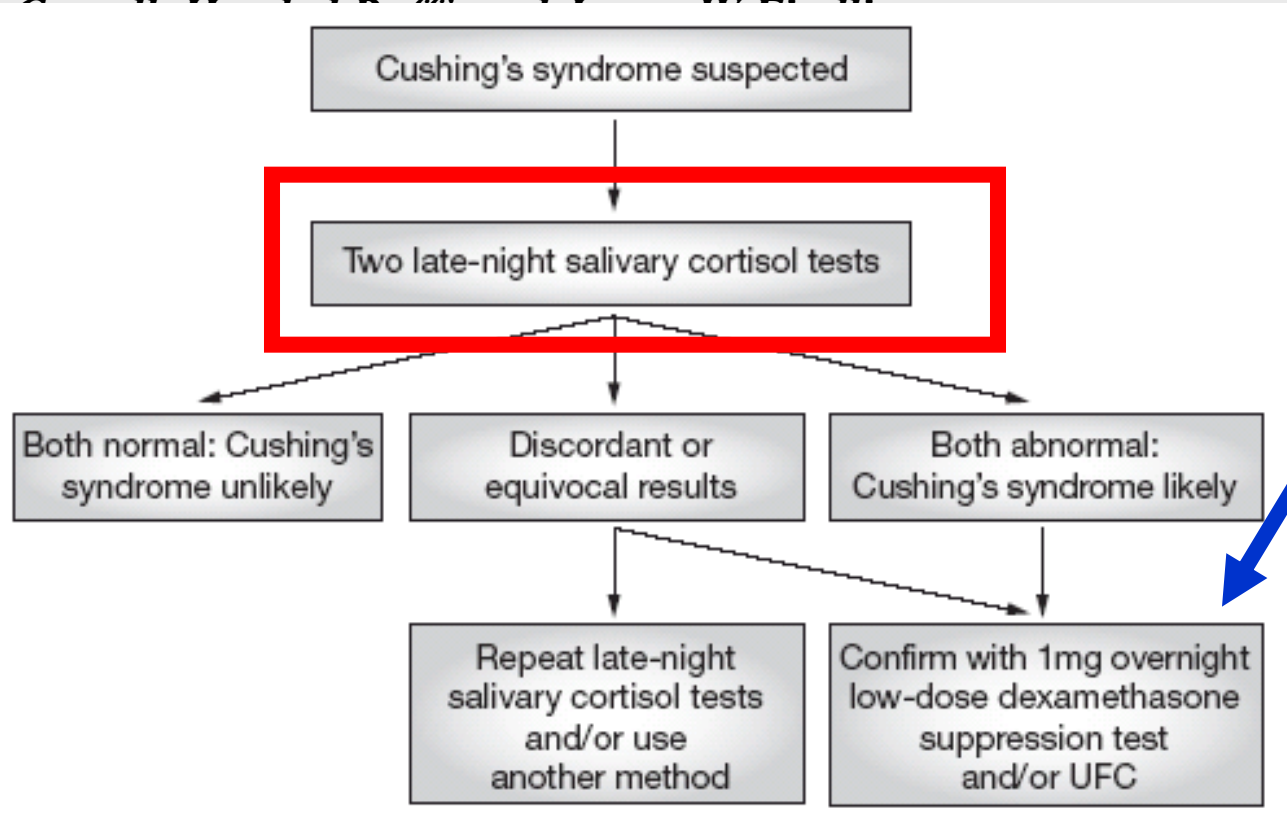 Cushing's syndrome suspected
Two late-night salivary cortisol tests
Both normal: Cushing's
syndrome unlikely
Discordant or
equivocal results
Both abnormal:
Cushing's syndrome likely
Repeat late-night
salivary cortisol tests
and/or use
another method
Confirm with 1mg overnight
low-dose dexamethasone
suppression test
and/or UFC